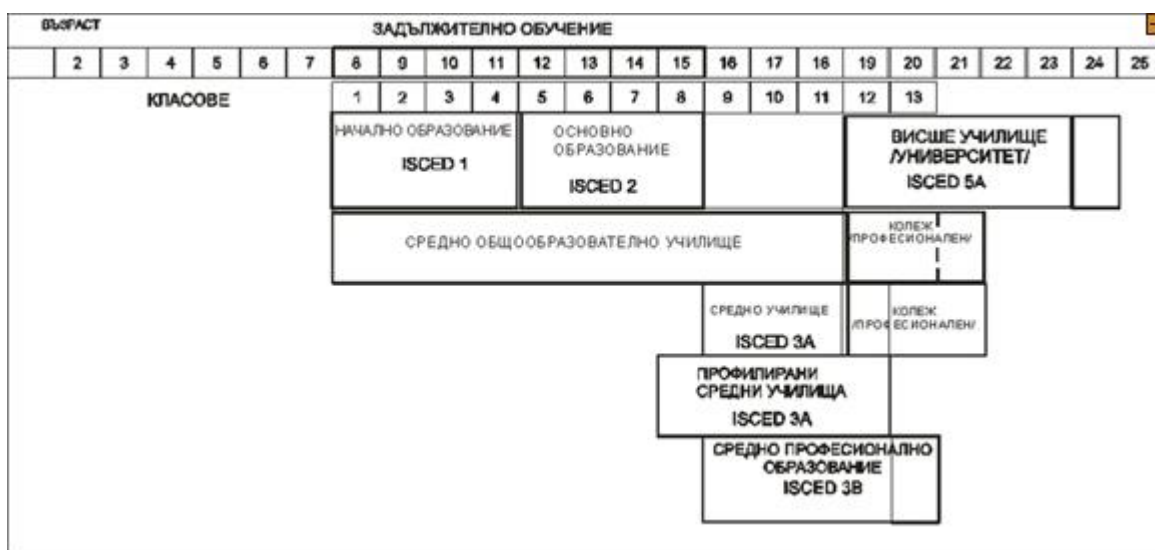 ВЪЗРАСТ ЗАДЪЛЖИТЕЛНО ОБУЧЕНИЕ
2 3 4 5 6 7 8 9 10 11 12 13 14 15 16 17 18 19 20 21 22 23 24 25
КЛАСОВЕ 1 2 3 4 5 6 7 8 9 10 11 12 13
НАЧАЛНО ОБРАЗОВАНИЕ
ISCED 1
ОСНОВНО
ОБРАЗОВАНИЕ
ISCED 2
ВИСШЕ УЧИЛИЩЕ
/УНИВЕРСИТЕТ/
ISCED 5A
СРЕДНО ОБЩООБРАЗОВАТЕЛНО УЧИЛИЩЕ
КОЛЕЖ
/ПРОФЕСИОНАЛЕН/
СРЕДНО УЧИЛИЩЕ
ISCED 3A
КОЛЕЖ
/ПРОФЕСИОНАЛЕН/
ПРОФИЛИРАНИ
СРЕДНИ УЧИЛИЩА
ISCED 3A
СРЕДНО ПРОФЕСИОНАЛНО
ОБРАЗОВАНИЕ
ISCED 3B